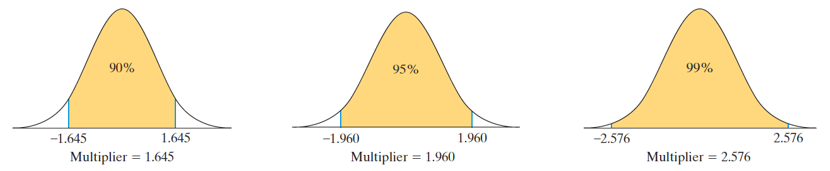 90%
95%
99%
−1.645 1.645
−1.960 1.960
−2.576 2.576
Multiplier = 1.645
Multiplier = 1.960
Multiplier = 2.576